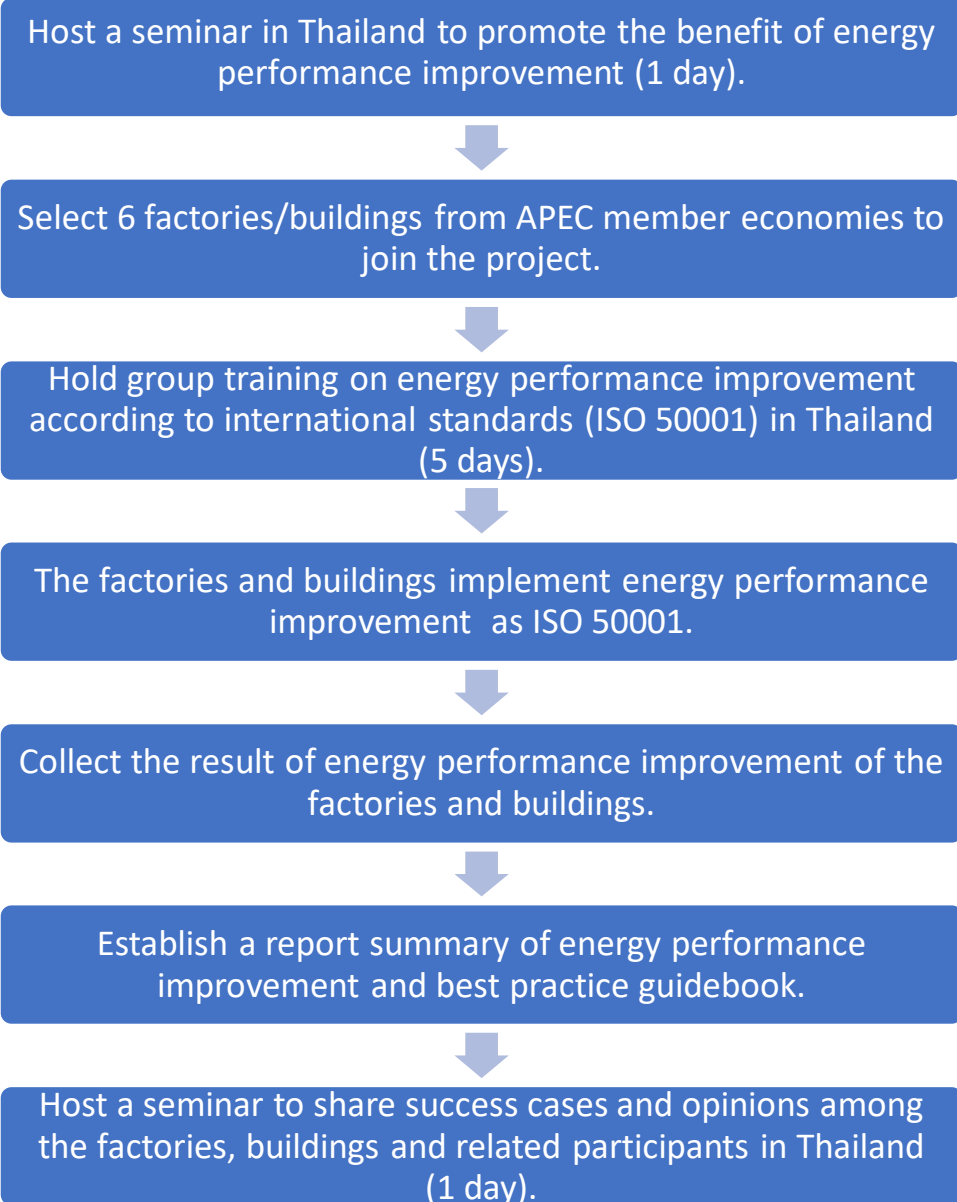 Host a seminar in Thailand to promote the benefit of energy
performance improvement (1 day).
Select 6 factories/buildings from APEC member economies to
join the project.
Hold group training on energy performance improvement
according to international standards (ISO 50001) in Thailand
(5 days).
The factories and buildings implement energy performance
improvement as ISO 50001.
Collect the result of energy performance improvement of the
factories and buildings.
Establish a report summary of energy performance
improvement and best practice guidebook.
Host a seminar to share success cases and opinions among
the factories, buildings and related participants in Thailand
(1 day).